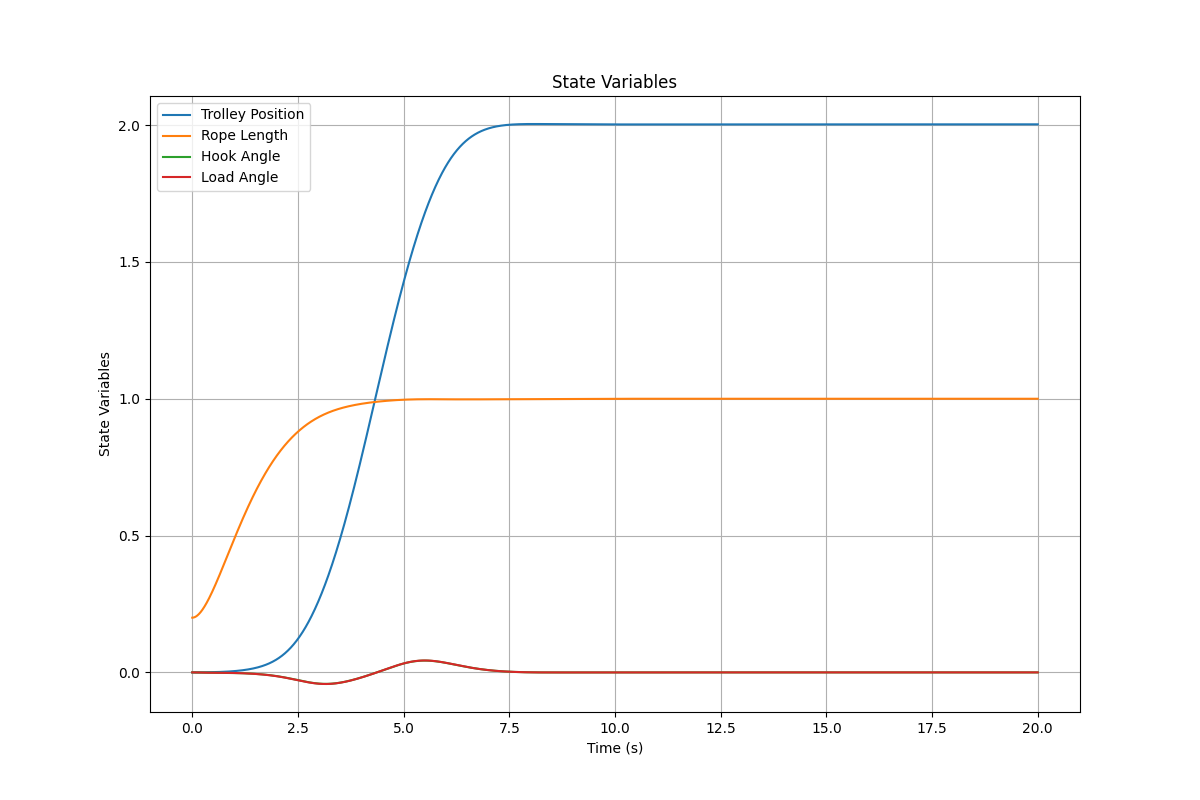 State Variables
Trolley Position
Rope Length
Hook Angle
Load Angle
2.0
1.5
1.0
0.5
0.0
State Variables
0.0 2.5 5.0 7.5 10.0 12.5 15.0 17.5 20.0
Time (s)